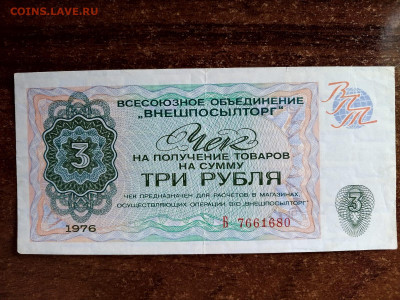 COINS.LAVE.RU
ВСЕСОЮЗНОЕ ОБЪЕДИНЕНИЕ
„ВНЕШПОСЫЛТОРГ"
ВПТ
Чек
НА ПОЛУЧЕНИЕ ТОВАРОВ
НА СУММУ
3
ТРИ РУБЛЯ
ЧЕК ПРЕДНАЗНАЧЕН ДЛЯ РАСЧЕТОВ В МАГАЗИНАХ,
ОСУЩЕСТВЛЯЮЩИХ ОПЕРАЦИИ В/О „ВНЕШПОСЫЛТОРГ"
3
1976
В 7661680